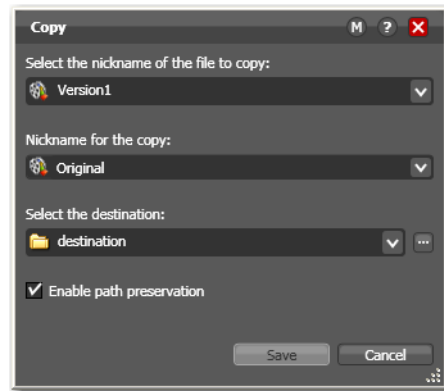 Copy
M ?
Select the nickname of the file to copy:
Version1
Nickname for the copy:
Original
Select the destination:
destination
...
Enable path preservation
Save Cancel